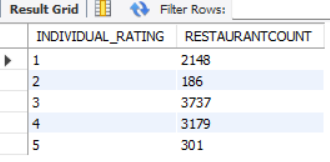 Result Grid Filter Rows:
INDIVIDUAL_RATING RESTAURANTCOUNT
1 2148
2 186
3 3737
4 3179
5 301